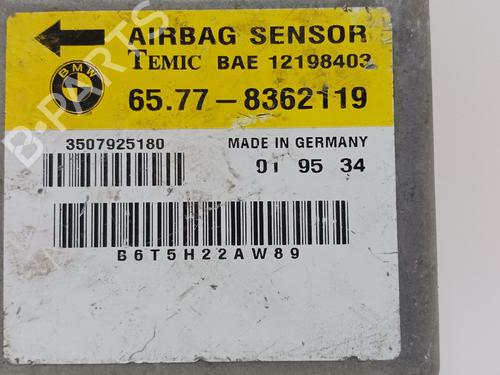 AIRBAG SENSOR
TEMIC BAE 12198403
BMW
65.77-8362119
3507925180
MADE IN GERMANY
01 95 34
B6T5H22AW89
B-PARTS